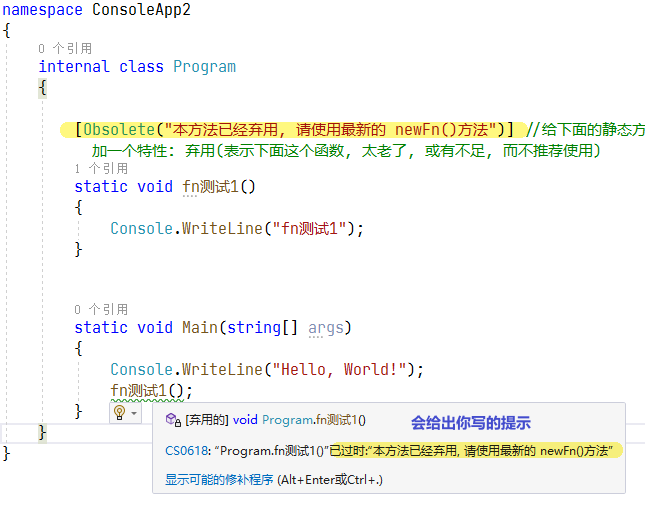 namespace ConsoleApp2
{
0 个引用
internal class Program
{
[Obsolete("本方法已经弃用, 请使用最新的 newFn()方法")] //给下面的静态方
加一个特性: 弃用(表示下面这个函数, 太老了, 或有不足, 而不推荐使用)
1 个引用
static void fn测试1()
{
Console.WriteLine("fn测试1");
}
0 个引用
static void Main(string[] args)
{
Console.WriteLine("Hello, World!");
fn测试1();
}
[弃用的] void Program.fn测试1()
会给出你写的提示
CS0618: “Program.fn测试1()”已过时:“本方法已经弃用, 请使用最新的 newFn()方法”
显示可能的修补程序 (Alt+Enter或Ctrl+.)
}
}